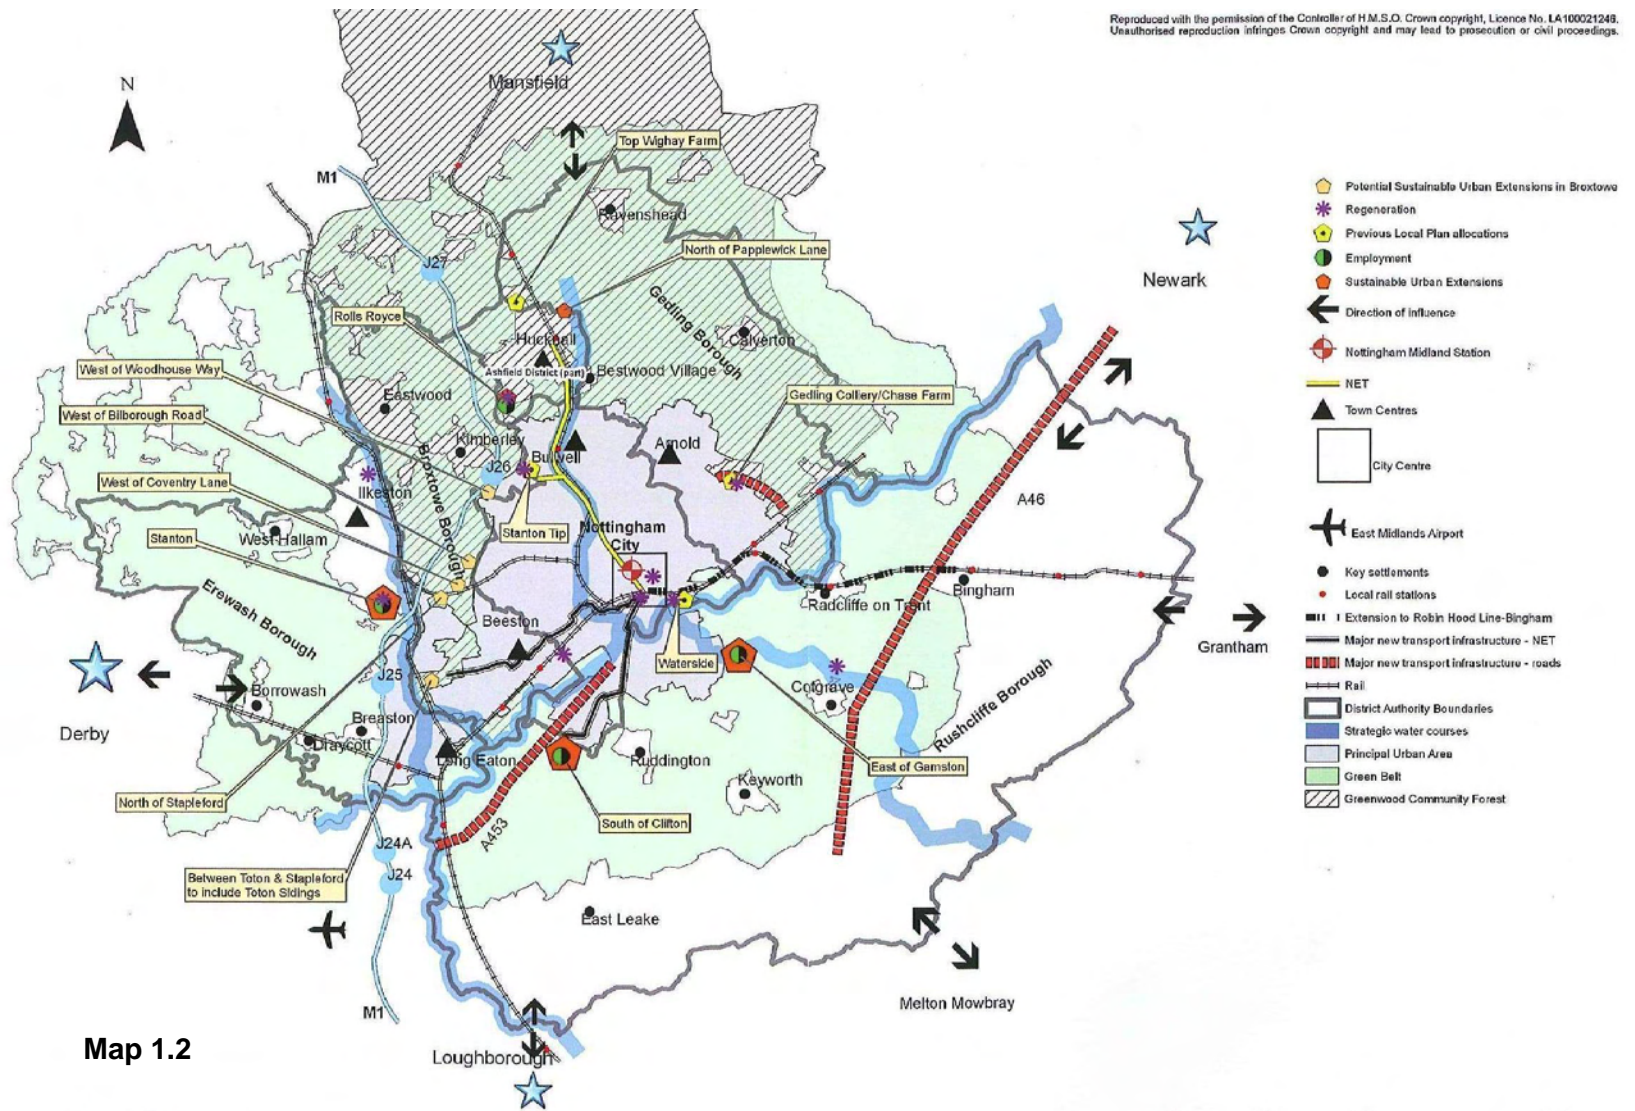 Reproduced with the permission of the Controller of H.M.S.O. Crown copyright, Licence No. LA100021246.
Unauthorised reproduction infringes Crown copyright and may lead to prosecution or civil proceedings.
N
Mansfield
Top Wighay Farm
M1
Ravenshead
Newark
North of Papplewick Lane
J27
Gedling Borough
Rolls Royce
Hucknall
Calverton
Ashfield District (part)
Bestwood Village
West of Woodhouse Way
Eastwood
Gedling Colliery/Chase Farm
West of Bilborough Road
Kimberley
Arnold
Broxtowe Borough
J26
Bulwell
West of Coventry Lane
Ilkeston
A46
Stanton Tip
Nottingham
City
Stanton
West Hallam
Erewash Borough
Radcliffe on Trent
Bingham
Beeston
Waterside
Grantham
Derby
J25
Borrowash
Cotgrave
Rushcliffe Borough
Breaston
Draycott
Long Eaton
Ruddington
East of Gamston
Keyworth
North of Stapleford
South of Clifton
A453
J24A
J24
Between Toton & Stapleford
to include Toton Sidings
East Leake
Melton Mowbray
M1
Loughborough
Map 1.2
Potential Sustainable Urban Extensions in Broxtowe
Regeneration
Previous Local Plan allocations
Employment
Sustainable Urban Extensions
Direction of influence
Nottingham Midland Station
NET
Town Centres
City Centre
East Midlands Airport
Key settlements
Local rail stations
Extension to Robin Hood Line-Bingham
Major new transport infrastructure - NET
Major new transport infrastructure - roads
Rail
District Authority Boundaries
Strategic water courses
Principal Urban Area
Green Belt
Greenwood Community Forest